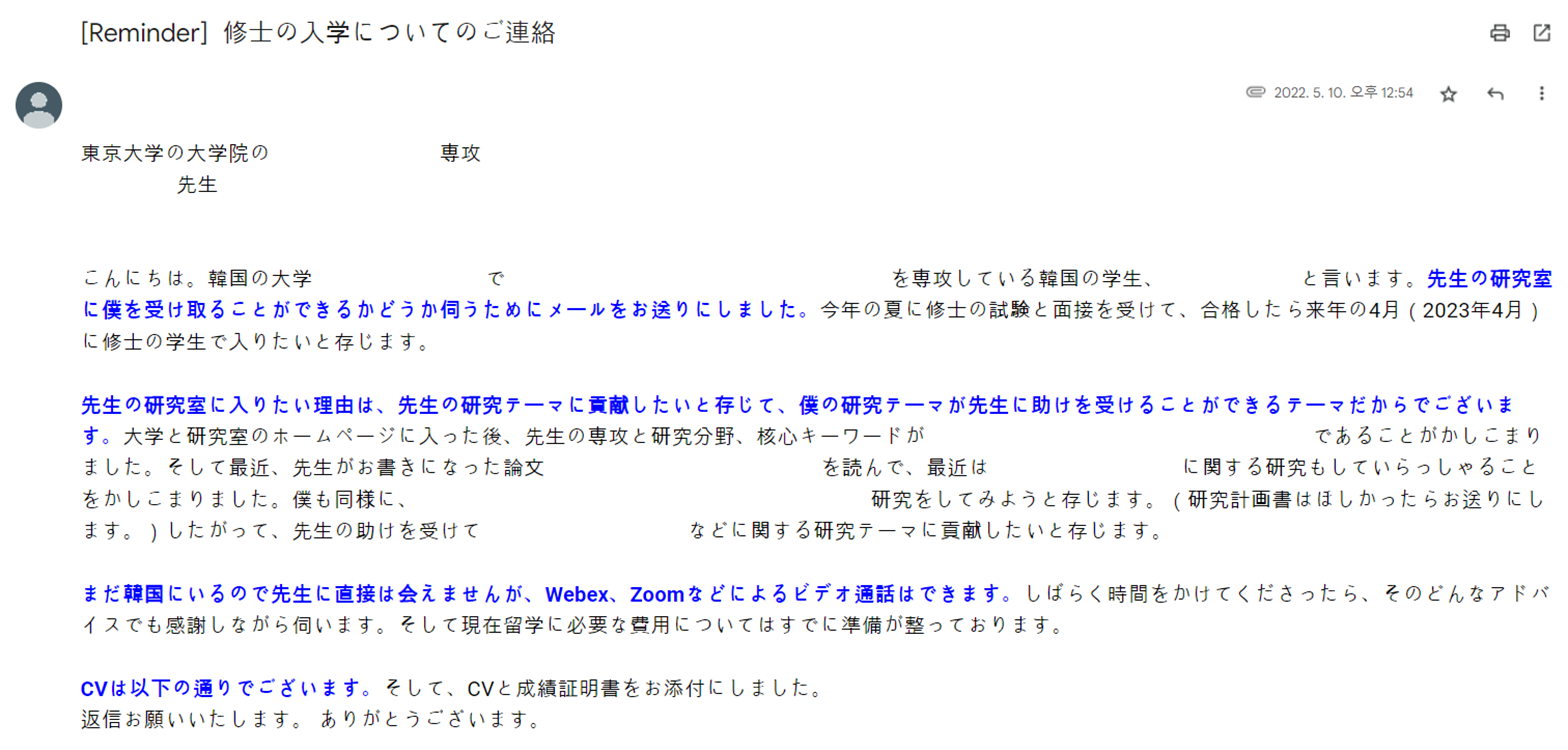 [Reminder] 修士の入学についてのご連絡
2022. 5. 10. 오후 12:54
東京大学の大学院の 専攻
先生
こんにちは。韓国の大学 で を専攻している韓国の学生、 と言います。先生の研究室
に僕を受け取ることができるかどうか伺うためにメールをお送りにしました。今年の夏に修士の試験と面接を受けて、合格したら来年の4月 ( 2023年4月 )
に修士の学生で入りたいと存じます。
先生の研究室に入りたい理由は、先生の研究テーマに貢献したいと存じて、僕の研究テーマが先生に助けを受けることができるテーマだからでございま
す。大学と研究室のホームページに入った後、先生の専攻と研究分野、核心キーワードが であることがかしこまり
ました。そして最近、先生がお書きになった論文 を読んで、最近は に関する研究もしていらっしゃること
をかしこまりました。僕も同様に、 研究をしてみようと存じます。 ( 研究計画書はほしかったらお送りにし
ます。 ) したがって、先生の助けを受けて などに関する研究テーマに貢献したいと存じます。
まだ韓国にいるので先生に直接は会えませんが、Webex、Zoomなどによるビデオ通話はできます。しばらく時間をかけてくださったら、そのどんなアドバ
イスでも感謝しながら伺います。そして現在留学に必要な費用についてはすでに準備が整っております。
CVは以下の通りでございます。そして、CVと成績証明書をお添付にしました。
返信お願いいたします。 ありがとうございます。